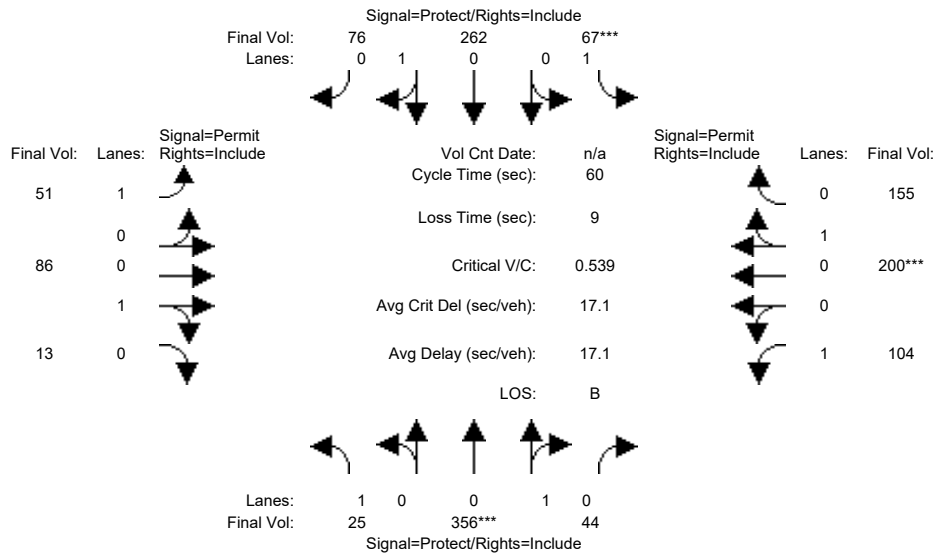 Signal=Protect/Rights=Include
Final Vol: 76 262 67***
Lanes: 0 1 0 0 1
Signal=Permit
Final Vol: Lanes: Rights=Include
Vol Cnt Date: n/a
Signal=Permit
Rights=Include Lanes: Final Vol:
Cycle Time (sec): 60
51 1
0 155
Loss Time (sec): 9
0
1
86 0
Critical V/C: 0.539
0 200***
1
Avg Crit Del (sec/veh): 17.1
0
13 0
Avg Delay (sec/veh): 17.1
1 104
LOS: B
Lanes: 1 0 0 1 0
Final Vol: 25 356*** 44
Signal=Protect/Rights=Include